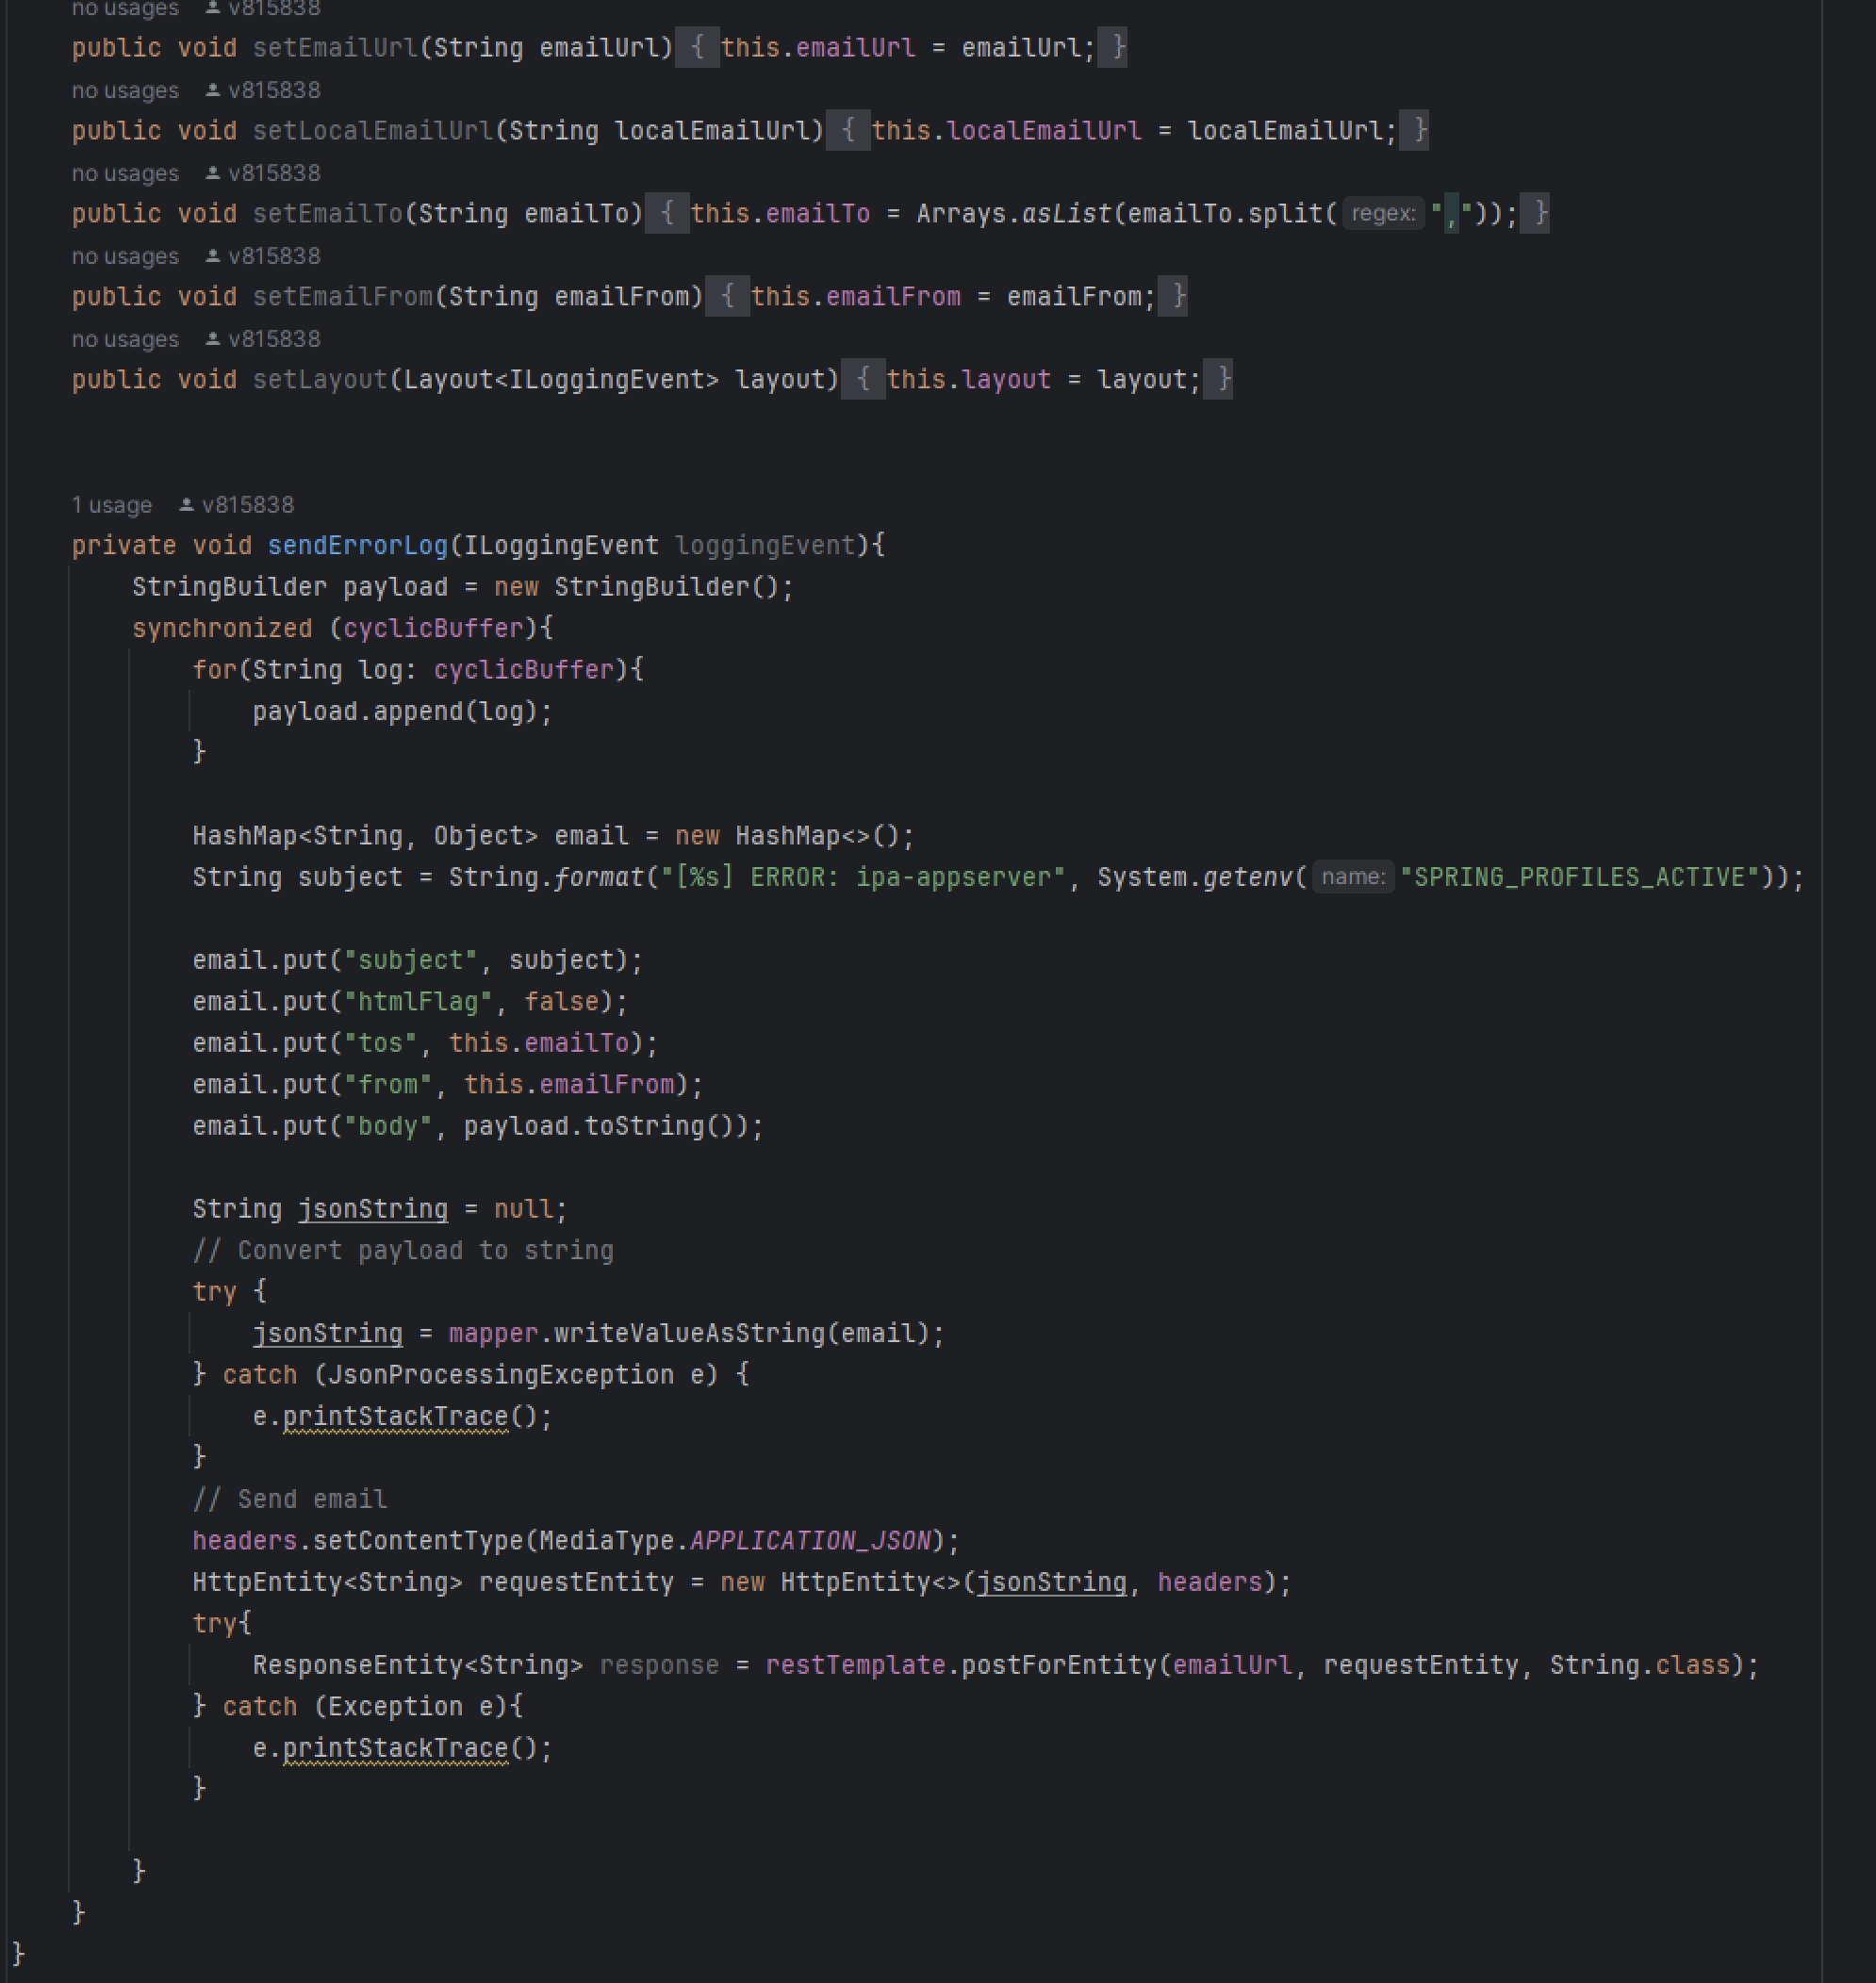 no usages v815838
public void setEmailUrl(String emailUrl) { this.emailUrl = emailUrl; }
no usages v815838
public void setLocalEmailUrl(String localEmailUrl) { this.localEmailUrl = localEmailUrl; }
no usages v815838
public void setEmailTo(String emailTo) { this.emailTo = Arrays.asList(emailTo.split( regex: ",")); }
no usages v815838
public void setEmailFrom(String emailFrom) { this.emailFrom = emailFrom; }
no usages v815838
public void setLayout(Layout<ILoggingEvent> layout) { this.layout = layout; }
1 usage v815838
private void sendErrorLog(ILoggingEvent loggingEvent){
StringBuilder payload = new StringBuilder();
synchronized (cyclicBuffer){
for(String log: cyclicBuffer){
payload.append(log);
}
HashMap<String, Object> email = new HashMap<>();
String subject = String.format("[%s] ERROR: ipa-appserver", System.getenv( name: "SPRING_PROFILES_ACTIVE"));
email.put("subject", subject);
email.put("htmlFlag", false);
email.put("tos", this.emailTo);
email.put("from", this.emailFrom);
email.put("body", payload.toString());
String jsonString = null;
// Convert payload to string
try {
jsonString = mapper.writeValueAsString(email);
} catch (JsonProcessingException e) {
e.printStackTrace();
}
// Send email
headers.setContentType(MediaType.APPLICATION_JSON);
HttpEntity<String> requestEntity = new HttpEntity<>(jsonString, headers);
try{
ResponseEntity<String> response = restTemplate.postForEntity(emailUrl, requestEntity, String.class);
} catch (Exception e){
e.printStackTrace();
}
}
}
}